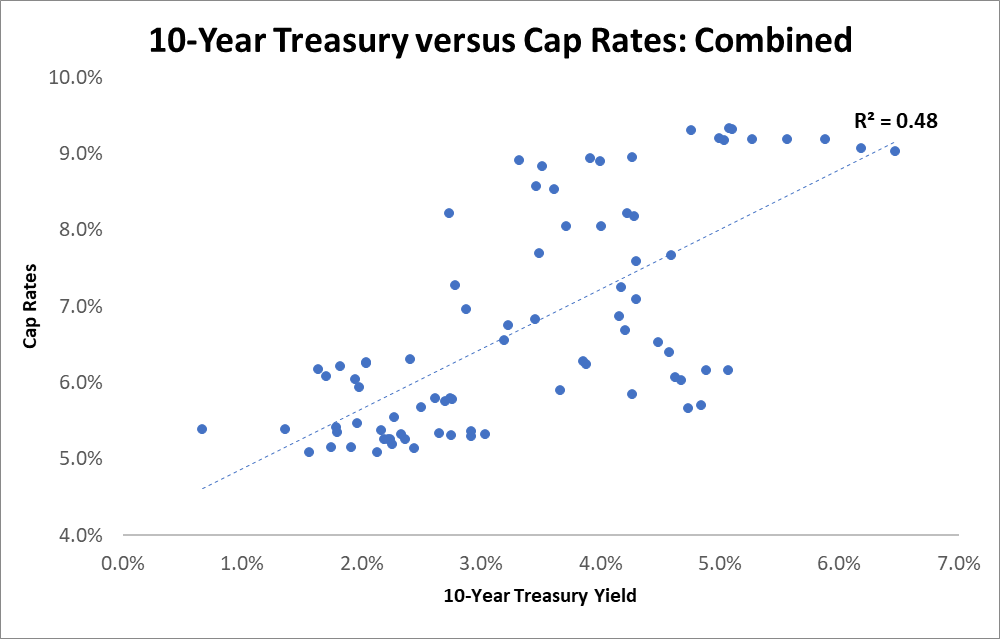 10-Year Treasury versus Cap Rates: Combined
10.0%
R² = 0.48
9.0%
8.0%
7.0%
Cap Rates
6.0%
5.0%
4.0%
0.0% 1.0% 2.0% 3.0% 4.0% 5.0% 6.0% 7.0%
10-Year Treasury Yield